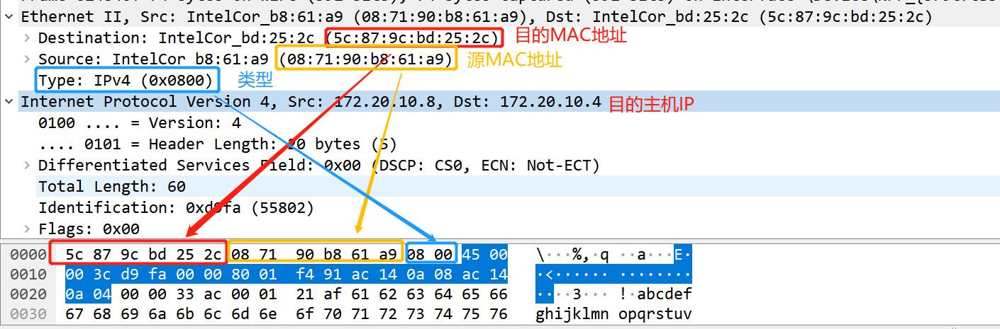 Ethernet II, Src: IntelCor_b8:61:a9 (08:71:90:b8:61:a9), Dst: IntelCor_bd:25:2c (5c:87:9c:bd:25:2c)
Destination: IntelCor_bd:25:2c (5c:87:9c:bd:25:2c) 目的MAC地址
Source: IntelCor b8:61:a9 (08:71:90:b8:61:a9) 源MAC地址
Type: IPv4 (0x0800) 类型
Internet Protocol Version 4, Src: 172.20.10.8, Dst: 172.20.10.4 目的主机IP
0100 .... = Version: 4
.... 0101 = Header Length: 20 bytes (5)
Differentiated Services Field: 0x00 (DSCP: CS0, ECN: Not-ECT)
Total Length: 60
Identification: 0xd9fa (55802)
Flags: 0x00
0000 5c 87 9c bd 25 2c 08 71 90 b8 61 a9 08 00 45 00 \···%,·q ··a···E·
0010 00 3c d9 fa 00 00 80 01 f4 91 ac 14 0a 08 ac 14 ·<······ ········
0020 0a 04 00 00 33 ac 00 01 21 af 61 62 63 64 65 66 ····3··· !·abcdef
0030 67 68 69 6a 6b 6c 6d 6e 6f 70 71 72 73 74 75 76 ghijklmn opqrstuv